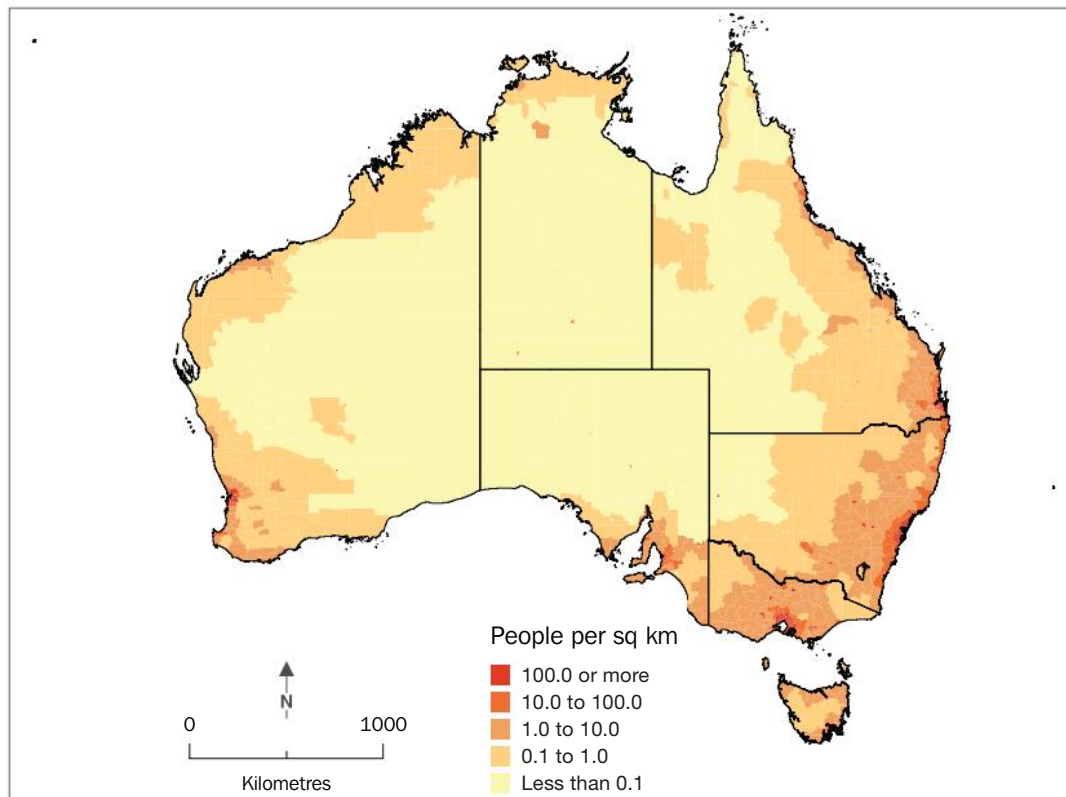 People per sq km
100.0 or more
10.0 to 100.0
1.0 to 10.0
0.1 to 1.0
Less than 0.1
N
0 1000
Kilometres